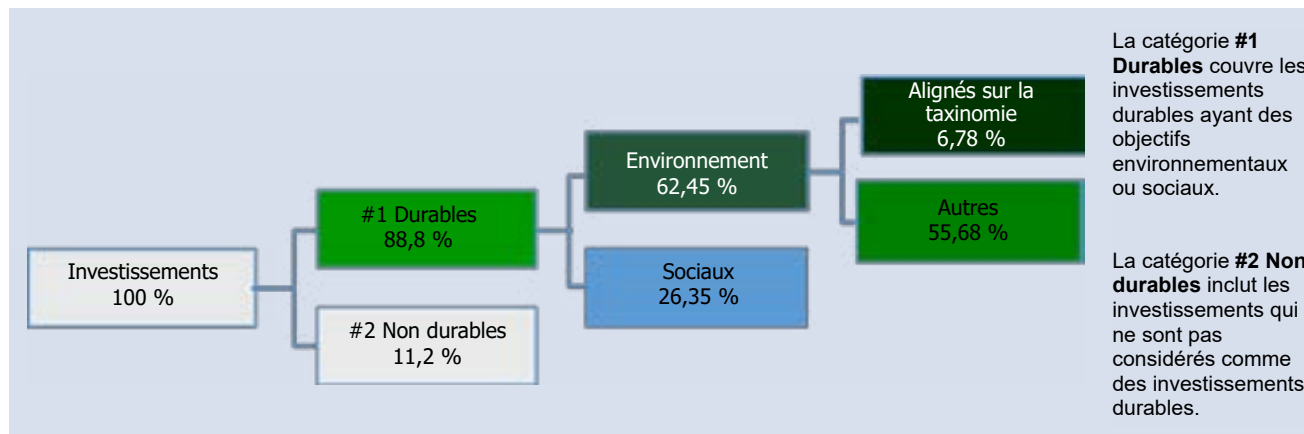 Investissements
100 %
#1 Durables
88,8 %
#2 Non durables
11,2 %
Environnement
62,45 %
Sociaux
26,35 %
Alignés sur la
taxinomie
6,78 %
Autres
55,68 %
La catégorie #1
Durables couvre les
investissements
durables ayant des
objectifs
environnementaux
ou sociaux.
La catégorie #2 Non
durables inclut les
investissements qui
ne sont pas
considérés comme
des investissements
durables.